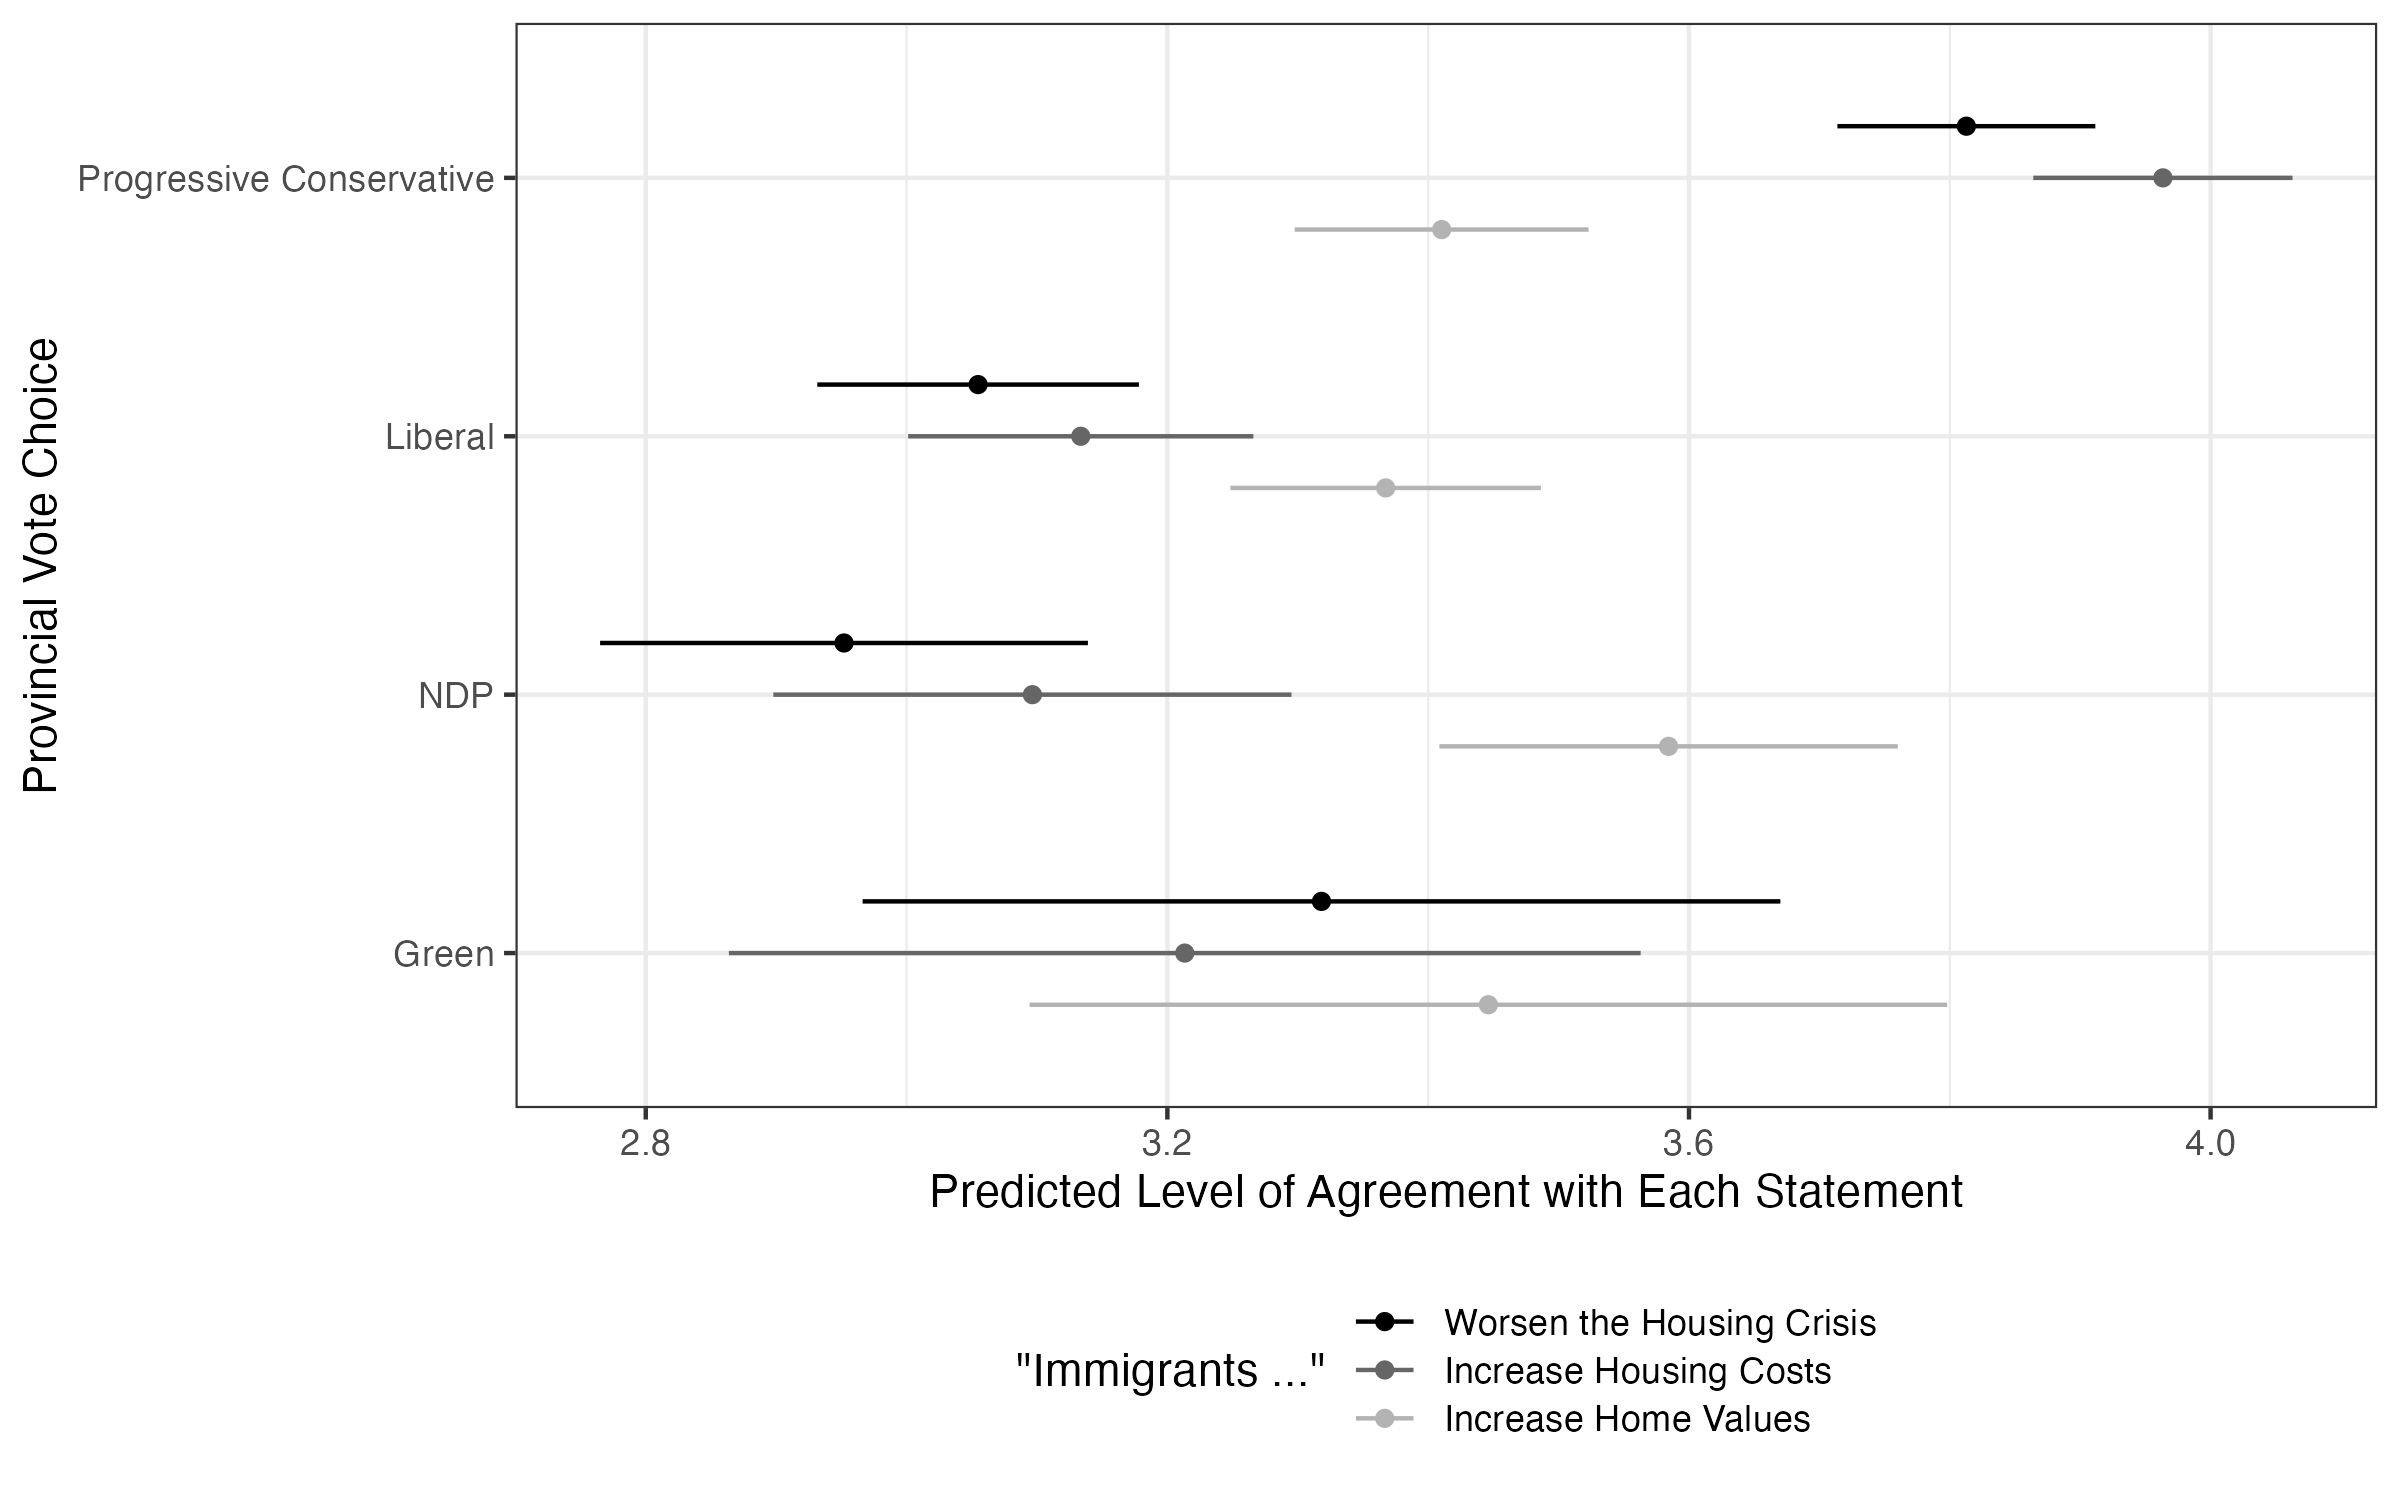 Provincial Vote Choice
Progressive Conservative
Liberal
NDP
Green
2.8 3.2 3.6 4.0
Predicted Level of Agreement with Each Statement
"Immigrants ..."
Worsen the Housing Crisis
Increase Housing Costs
Increase Home Values